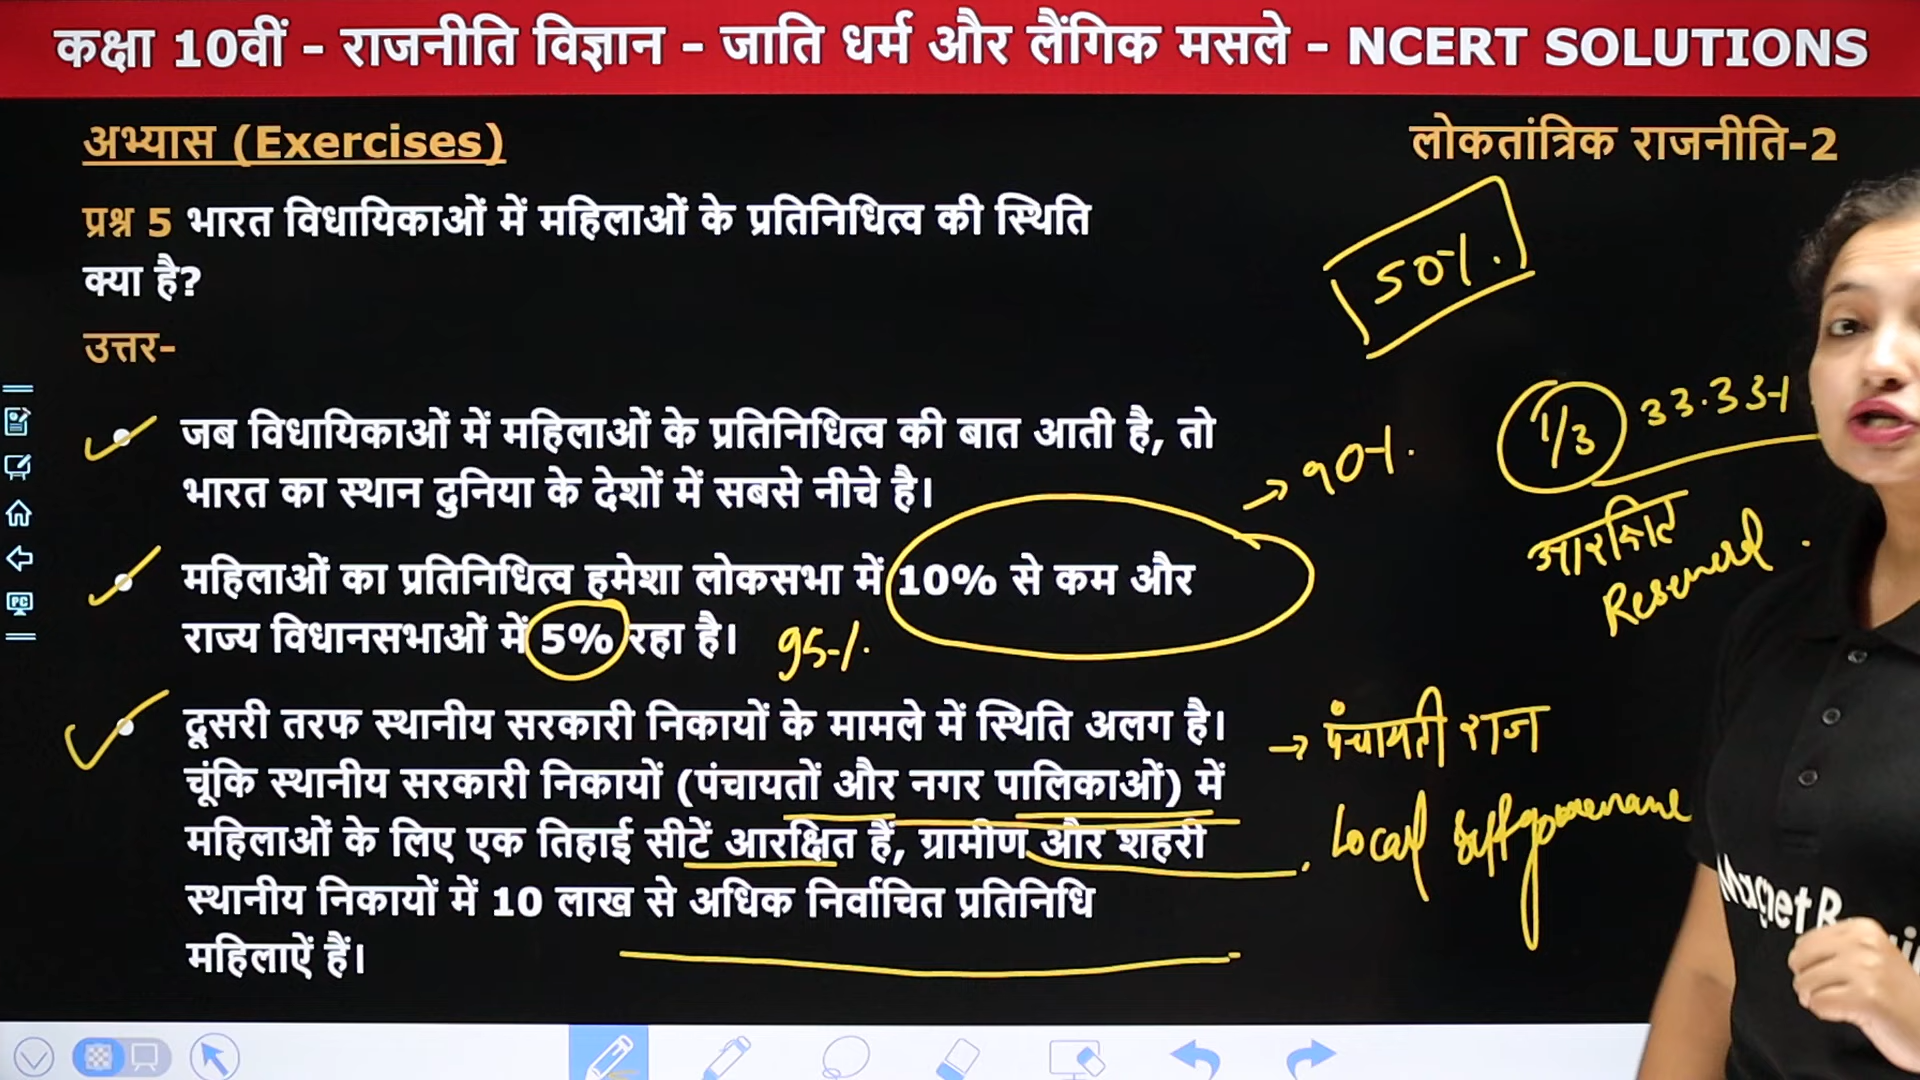 कक्षा 10वीं - राजनीति विज्ञान - जाति धर्म और लैंगिक मसले - NCERT SOLUTIONS
अभ्यास (Exercises)
लोकतांत्रिक राजनीति-2
प्रश्न 5 भारत विधायिकाओं में महिलाओं के प्रतिनिधित्व की स्थिति
क्या है?
50%.
उत्तर-
1/3 33.33%
जब विधायिकाओं में महिलाओं के प्रतिनिधित्व की बात आती है, तो
भारत का स्थान दुनिया के देशों में सबसे नीचे है।
→ 90%.
आरक्षित
Reserved.
महिलाओं का प्रतिनिधित्व हमेशा लोकसभा में 10% से कम और
राज्य विधानसभाओं में 5% रहा है।
95%.
दूसरी तरफ स्थानीय सरकारी निकायों के मामले में स्थिति अलग है।
चूंकि स्थानीय सरकारी निकायों (पंचायतों और नगर पालिकाओं) में
महिलाओं के लिए एक तिहाई सीटें आरक्षित हैं, ग्रामीण और शहरी
स्थानीय निकायों में 10 लाख से अधिक निर्वाचित प्रतिनिधि
महिलाऐं हैं।
→ पंचायती राज
Local
PC
Magnet B